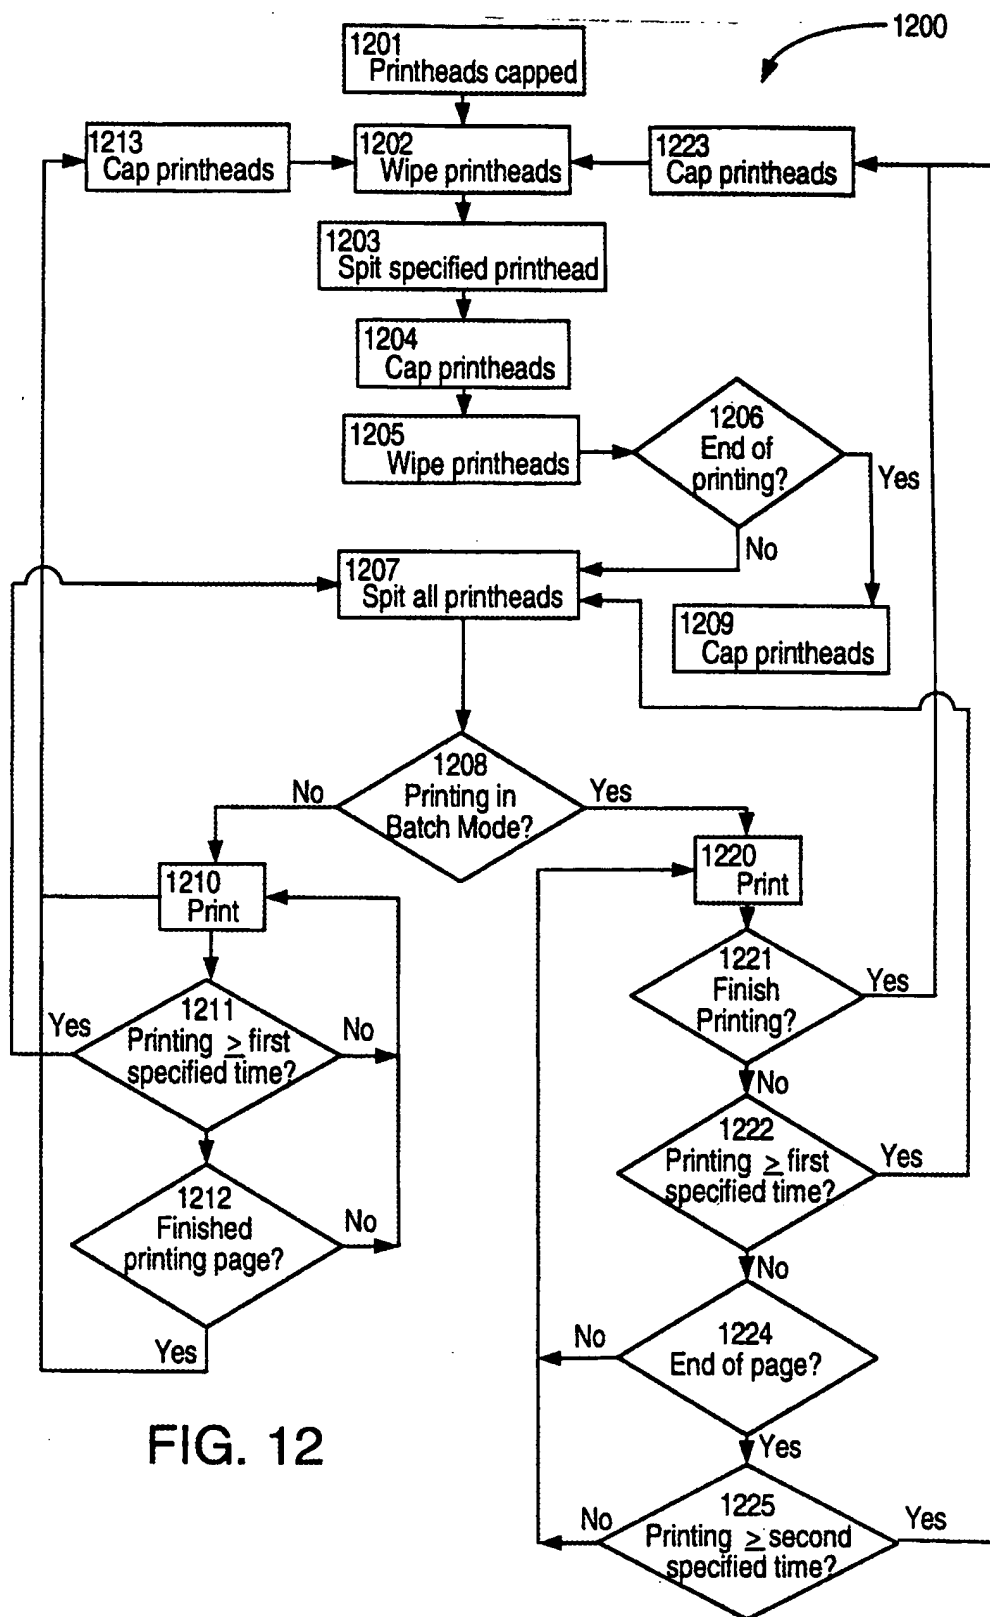 1200
1201
Printheads capped
1213
Cap printheads
1202
Wipe printheads
1223
Cap printheads
1203
Spit specified printhead
1204
Cap printheads
1205
Wipe printheads
1206
End of
printing?
Yes
No
1207
Spit all printheads
1209
Cap printheads
1208
Printing in
Batch Mode?
No
Yes
1210
Print
1220
Print
1211
Printing ≥ first
specified time?
Yes
No
1221
Finish
Printing?
Yes
No
1212
Finished
printing page?
No
Yes
1222
Printing ≥ first
specified time?
Yes
No
1224
End of page?
No
Yes
1225
Printing ≥ second
specified time?
No
Yes
FIG. 12